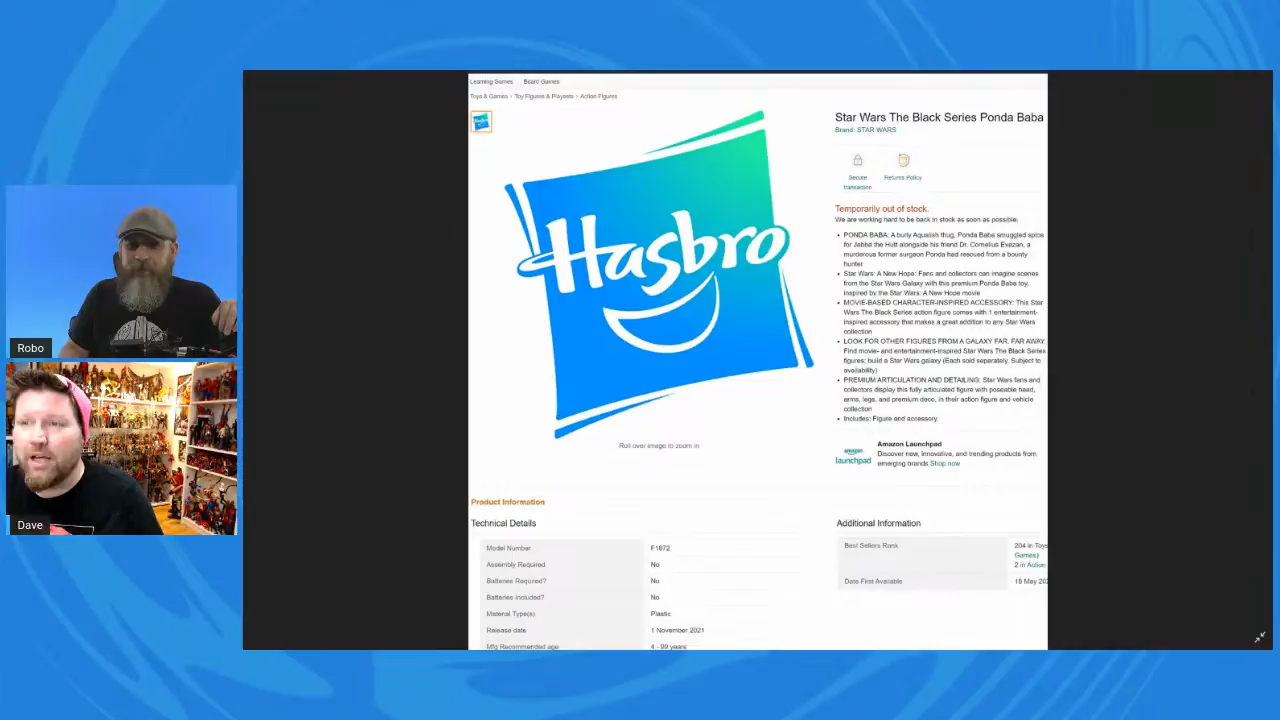 Learning Games Board Games
Toys & Games › Toy Figures & Playsets › Action Figures
Hasbro
Hasbro
Roll over image to zoom in
Star Wars The Black Series Ponda Baba
Brand: STAR WARS
Secure transaction
Returns Policy
Temporarily out of stock.
We are working hard to be back in stock as soon as possible.
• PONDA BABA: A burly Aqualish thug, Ponda Baba smuggled spice
for Jabba the Hutt alongside his friend Dr. Cornelius Evazan, a
murderous former surgeon Ponda had rescued from a bounty
hunter
• Star Wars: A New Hope: Fans and collectors can imagine scenes
from the Star Wars Galaxy with this premium Ponda Baba toy,
inspired by the Star Wars: A New Hope movie
• MOVIE-BASED CHARACTER-INSPIRED ACCESSORY: This Star
Wars The Black Series action figure comes with 1 entertainment-
inspired accessory that makes a great addition to any Star Wars
collection
• LOOK FOR OTHER FIGURES FROM A GALAXY FAR, FAR AWAY:
Find movie- and entertainment-inspired Star Wars The Black Series
figures; build a Star Wars galaxy (Each sold separately. Subject to
availability)
• PREMIUM ARTICULATION AND DETAILING: Star Wars fans and
collectors display this fully articulated figure with poseable head,
arms, legs, and premium deco, in their action figure and vehicle
collection
• Includes: Figure and accessory.
amazon
launchpad
Amazon Launchpad
Discover new, innovative, and trending products from
emerging brands Shop now
Product Information
Technical Details
Model Number F1872
Assembly Required No
Batteries Required? No
Batteries Included? No
Material Type(s) Plastic
Release date 1 November 2021
Mfg Recommended age 4 - 99 years
Additional Information
Best Sellers Rank 204 in Toys
Games)
2 in Action
Date First Available 18 May 202
Robo
Dave